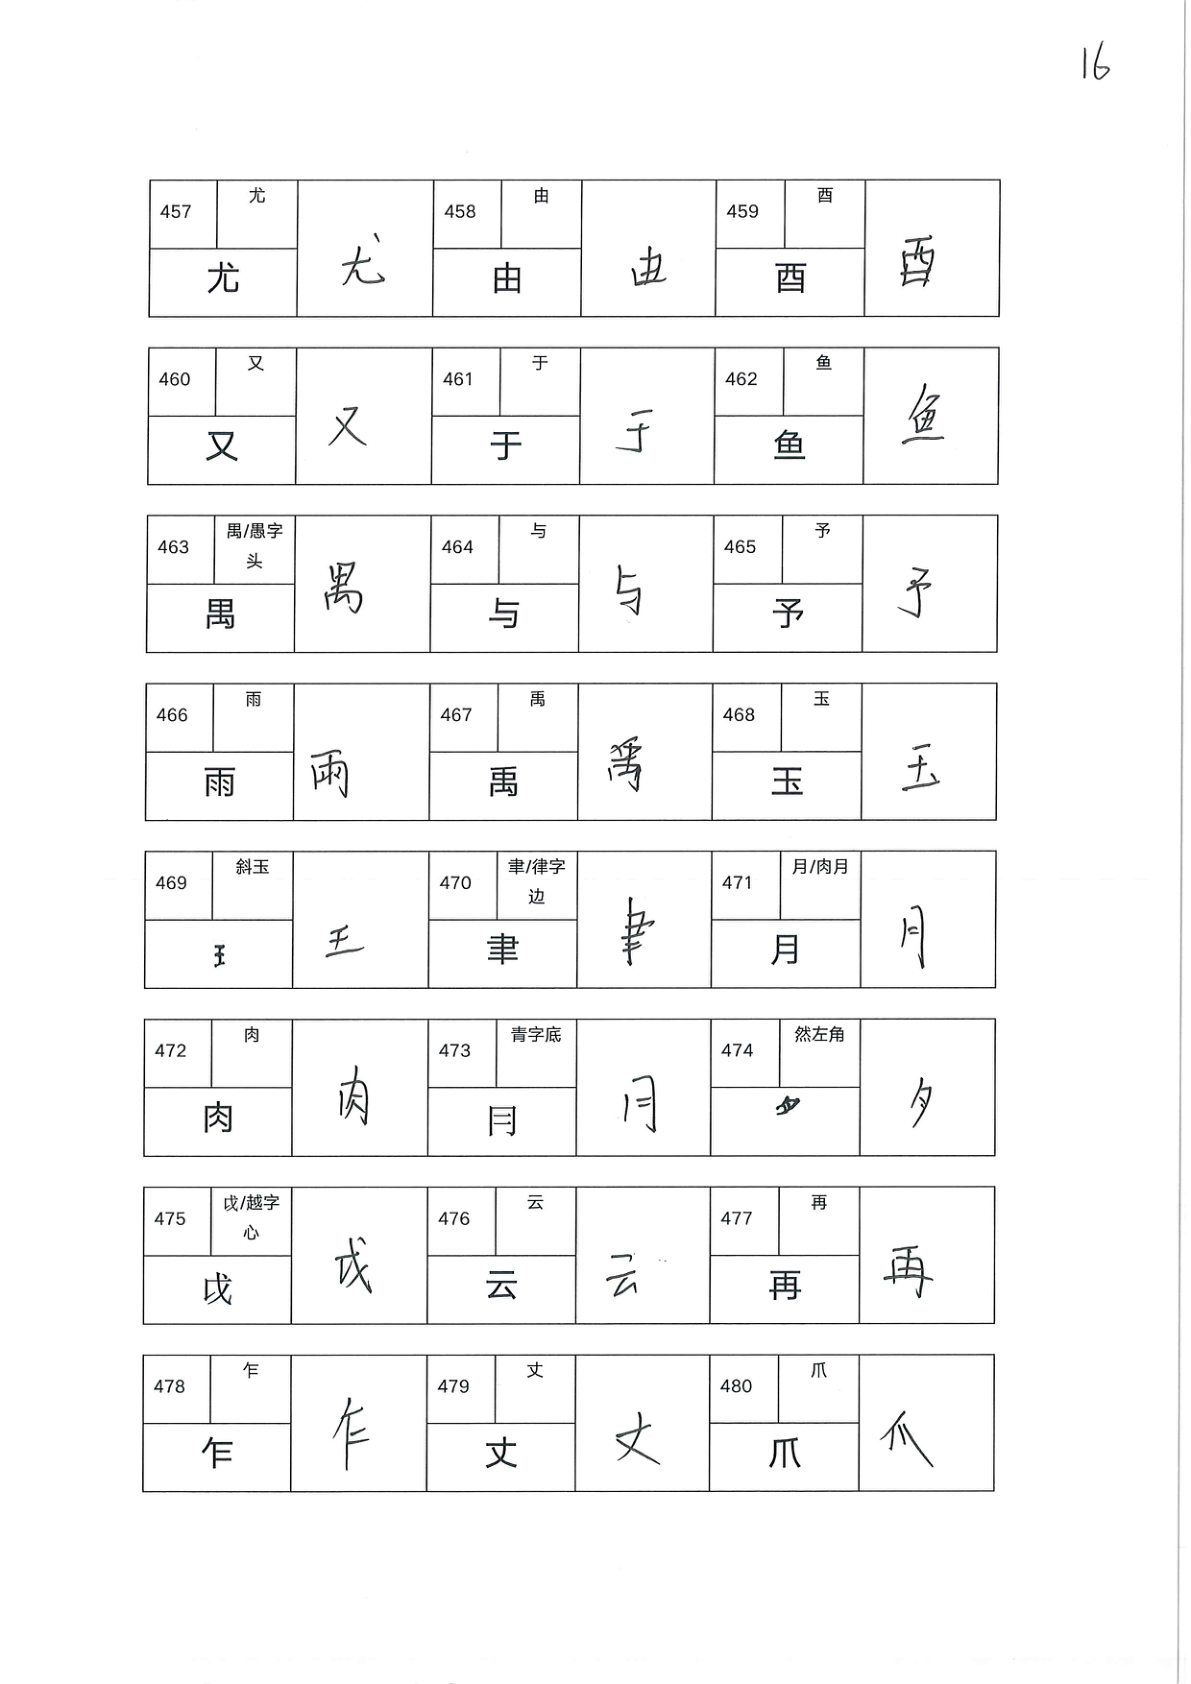 16
457 尤 尤 尤 458 由 由 由 459 酉 酉 酉
460 又 又 又 461 于 于 于 462 鱼 鱼 鱼
463 禺/愚字头 禺 禺 464 与 与 与 465 予 予 予
466 雨 雨 雨 467 禹 禹 禹 468 玉 玉 玉
469 斜玉 𤣩 王 470 聿/律字边 聿 聿 471 月/肉月 月 月
472 肉 肉 肉 473 青字底 ⺝ 月 474 然左角
475 戉/越字心 戉 戉 476 云 云 云 477 再 再 再
478 乍 乍 乍 479 丈 丈 丈 480 爪 爪 爪